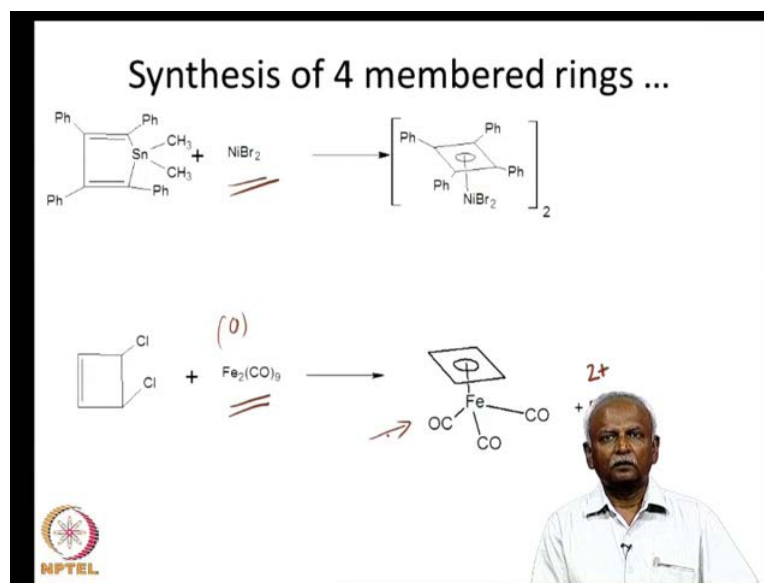 Synthesis of 4 membered rings ...
Ph
Ph
Sn
CH3
CH3
Ph
Ph
+
NiBr2
Ph
Ph
Ph
Ph
NiBr2
2
(0)
Cl
Cl
+
Fe2(CO)9
2+
Fe
OC
CO
CO
+
NPTEL